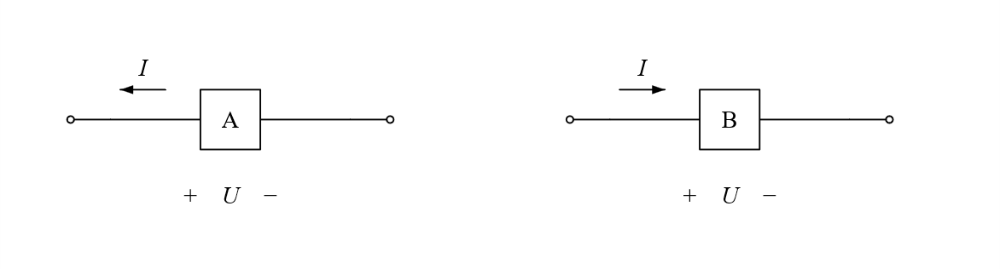 I I
A B
+ U − + U −